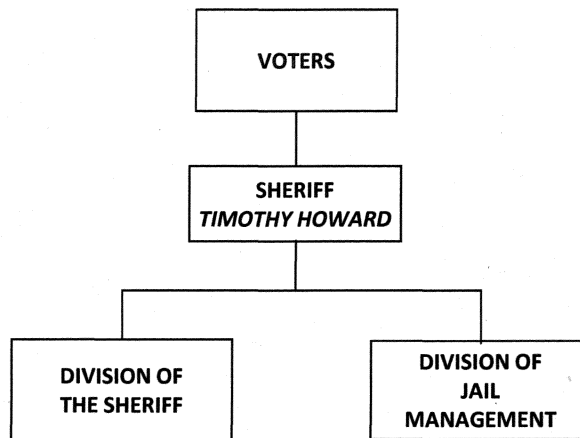 VOTERS
SHERIFF
TIMOTHY HOWARD
DIVISION OF
THE SHERIFF
DIVISION OF
JAIL
MANAGEMENT